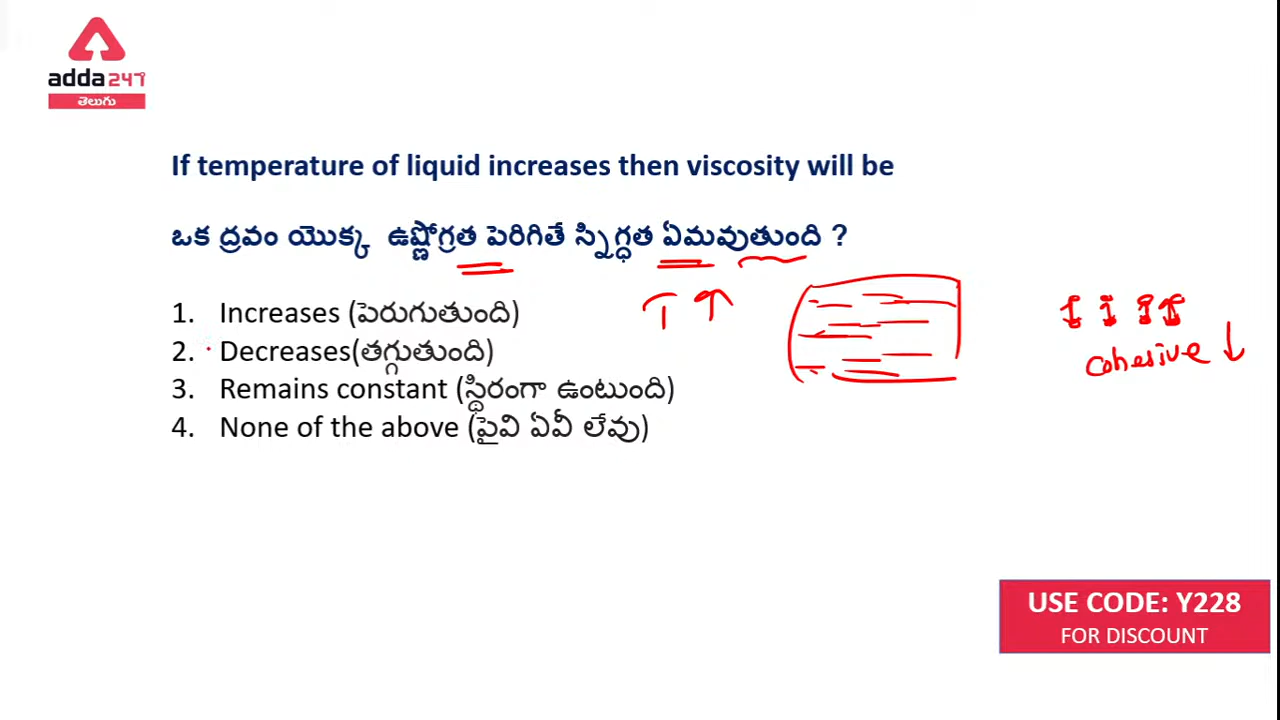 adda247
తెలుగు
If temperature of liquid increases then viscosity will be
ఒక ద్రవం యొక్క ఉష్ణోగ్రత పెరిగితే స్నిగ్ధత ఏమవుతుంది ?
1. Increases (పెరుగుతుంది)
2. Decreases(తగ్గుతుంది)
3. Remains constant (స్థిరంగా ఉంటుంది)
4. None of the above (పైవి ఏవీ లేవు)
T ↑
cohesive ↓
USE CODE: Y228
FOR DISCOUNT